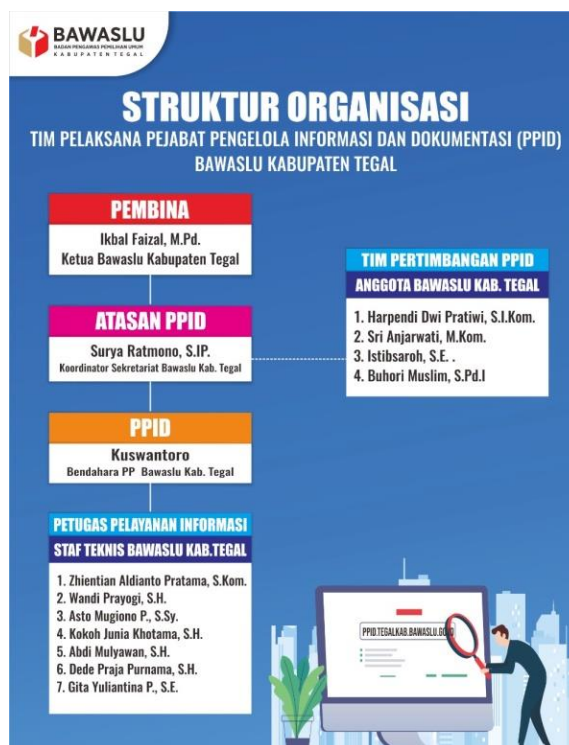 BAWASLU
BADAN PENGAWAS PEMILIHAN UMUM
KABUPATEN TEGAL
STRUKTUR ORGANISASI
TIM PELAKSANA PEJABAT PENGELOLA INFORMASI DAN DOKUMENTASI (PPID)
BAWASLU KABUPATEN TEGAL
PEMBINA
Ikbal Faizal, M.Pd.
Ketua Bawaslu Kabupaten Tegal
TIM PERTIMBANGAN PPID
ANGGOTA BAWASLU KAB. TEGAL
1. Harpendi Dwi Pratiwi, S.I.Kom.
2. Sri Anjarwati, M.Kom.
3. Istibsaroh, S.E. .
4. Buhori Muslim, S.Pd.I
ATASAN PPID
Surya Ratmono, S.IP.
Koordinator Sekretariat Bawaslu Kab. Tegal
PPID
Kuswantoro
Bendahara PP Bawaslu Kab. Tegal
PETUGAS PELAYANAN INFORMASI
STAF TEKNIS BAWASLU KAB.TEGAL
1. Zhientian Aldianto Pratama, S.Kom.
2. Wandi Prayogi, S.H.
3. Asto Mugiono P., S.Sy.
4. Kokoh Junia Khotama, S.H.
5. Abdi Mulyawan, S.H.
6. Dede Praja Purnama, S.H.
7. Gita Yuliantina P., S.E.
PPID.TEGALKAB.BAWASLU.GO.ID